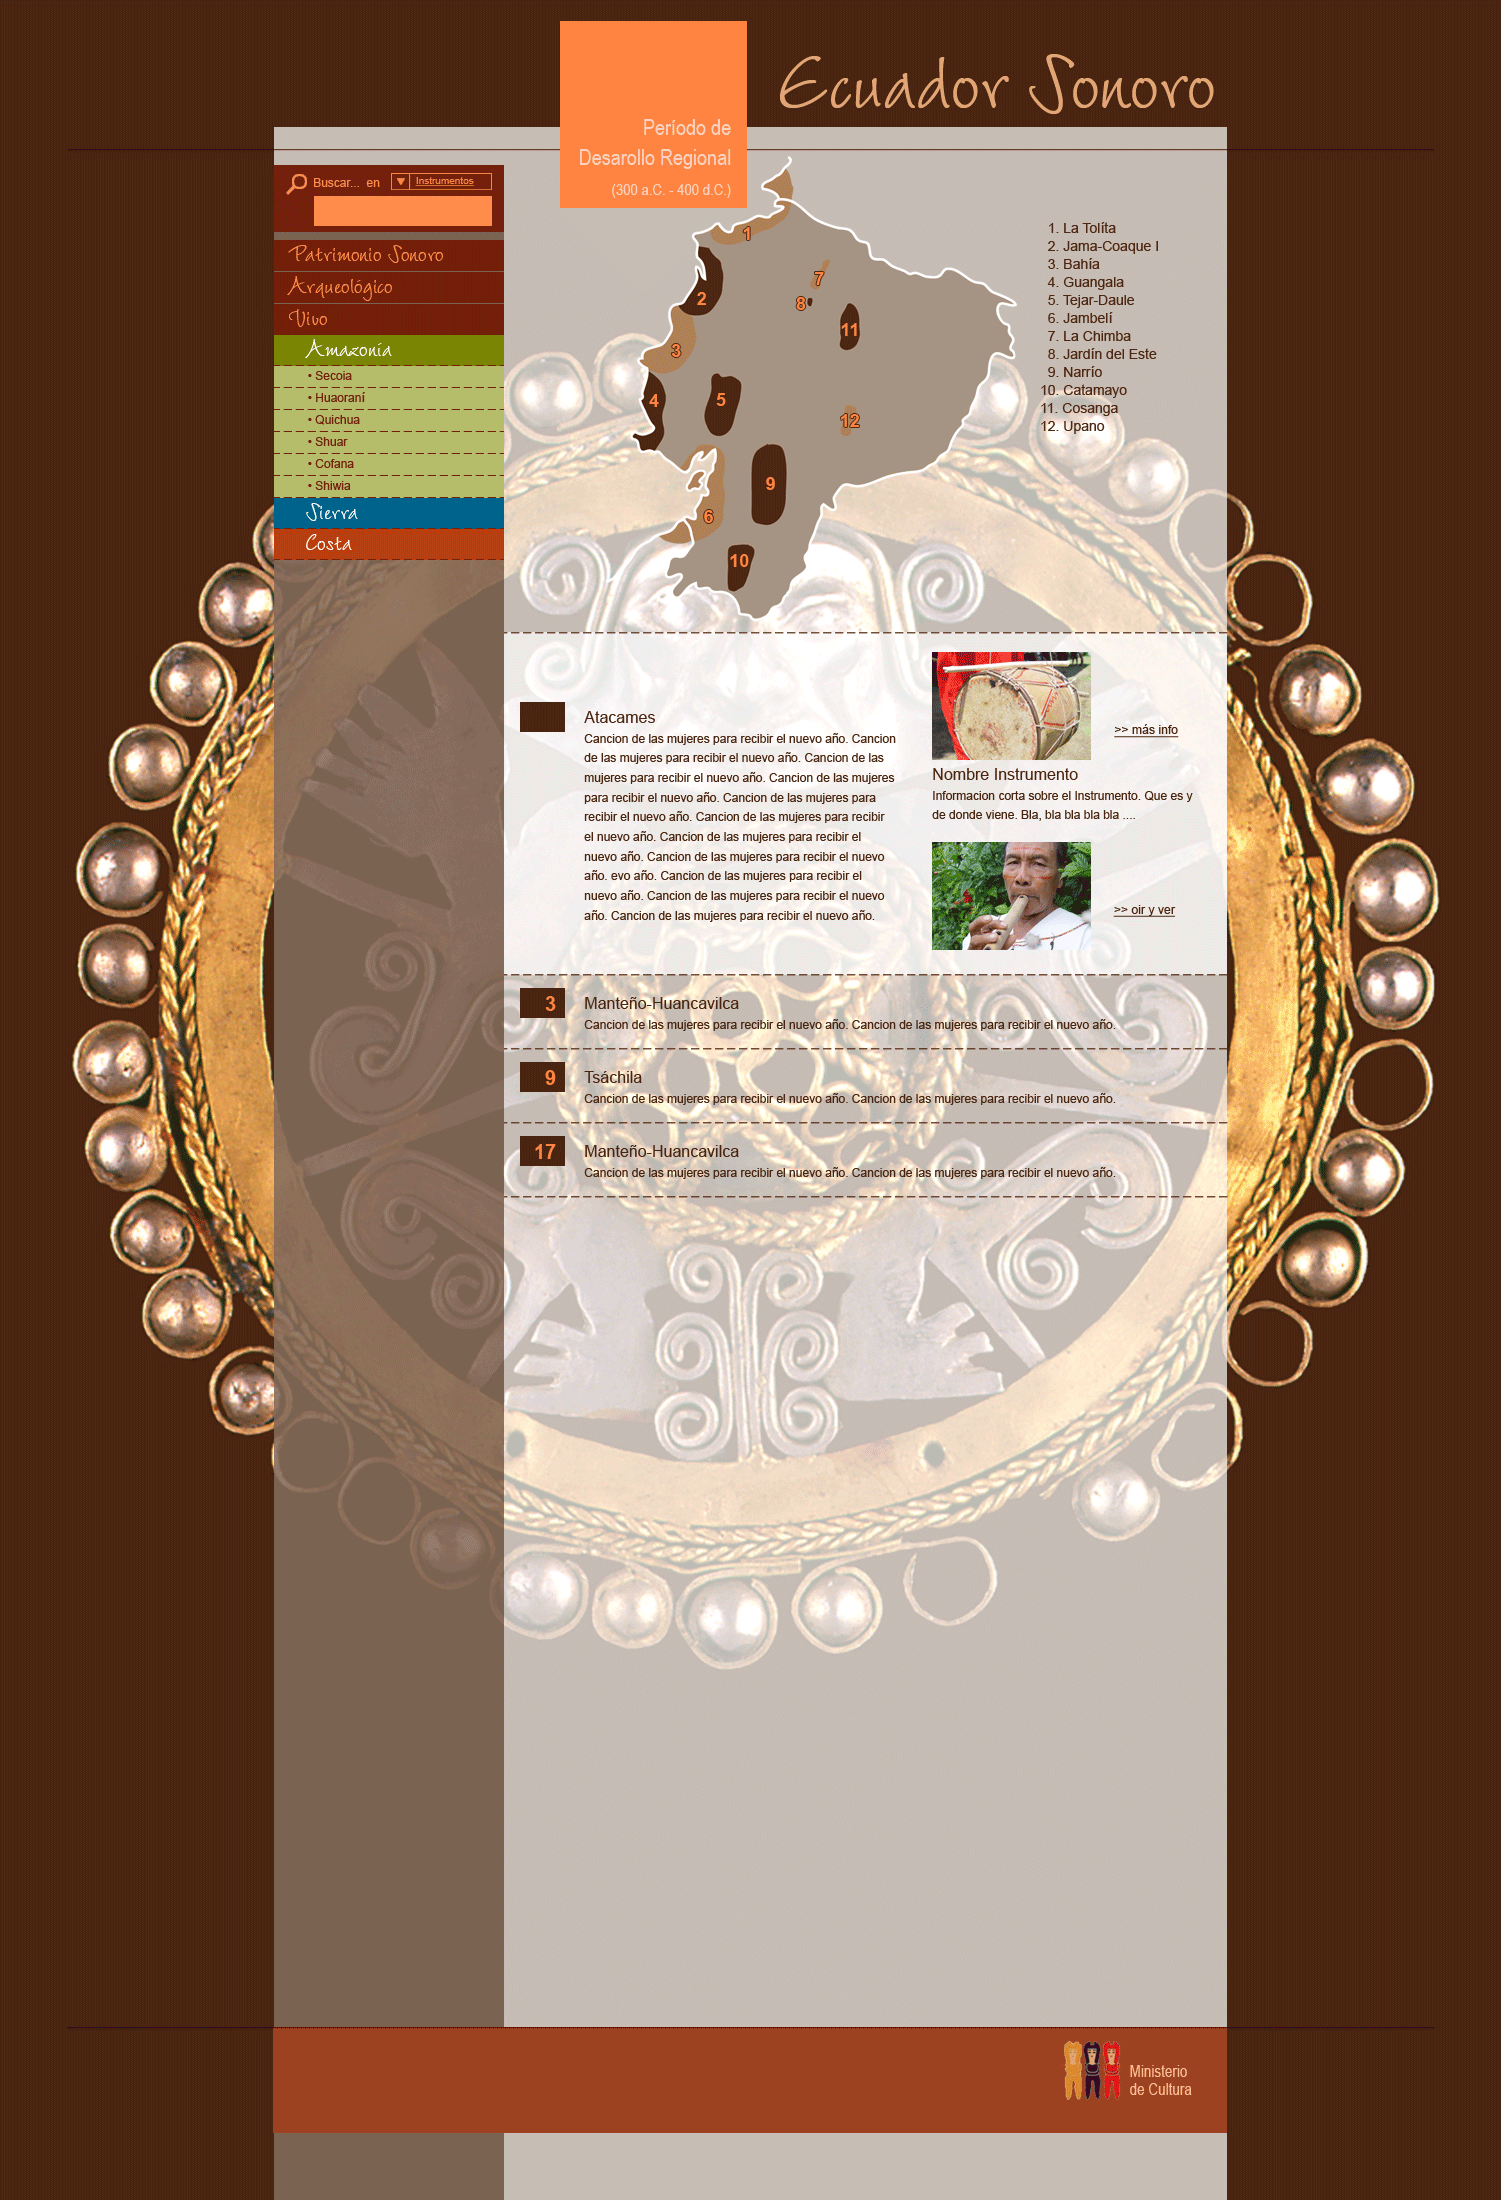 Ecuador Sonoro
Período de
Desarollo Regional
(300 a.C. - 400 d.C.)
Buscar... en
Instrumentos
Patrimonio Sonoro
Arqueológico
Vivo
Amazonía
• Secoia
• Huaoraní
• Quichua
• Shuar
• Cofana
• Shiwia
Sierra
Costa
1
2
3
4
5
6
7
8
9
10
11
12
1. La Tolíta
2. Jama-Coaque I
3. Bahía
4. Guangala
5. Tejar-Daule
6. Jambelí
7. La Chimba
8. Jardín del Este
9. Narrío
10. Catamayo
11. Cosanga
12. Upano
Atacames
Cancion de las mujeres para recibir el nuevo año. Cancion
de las mujeres para recibir el nuevo año. Cancion de las
mujeres para recibir el nuevo año. Cancion de las mujeres
para recibir el nuevo año. Cancion de las mujeres para
recibir el nuevo año. Cancion de las mujeres para recibir
el nuevo año. Cancion de las mujeres para recibir el
nuevo año. Cancion de las mujeres para recibir el nuevo
año. evo año. Cancion de las mujeres para recibir el
nuevo año. Cancion de las mujeres para recibir el nuevo
año. Cancion de las mujeres para recibir el nuevo año.
>> más info
Nombre Instrumento
Informacion corta sobre el Instrumento. Que es y
de donde viene. Bla, bla bla bla bla ....
>> oir y ver
3 Manteño-Huancavilca
Cancion de las mujeres para recibir el nuevo año. Cancion de las mujeres para recibir el nuevo año.
9 Tsáchila
Cancion de las mujeres para recibir el nuevo año. Cancion de las mujeres para recibir el nuevo año.
17 Manteño-Huancavilca
Cancion de las mujeres para recibir el nuevo año. Cancion de las mujeres para recibir el nuevo año.
Ministerio
de Cultura